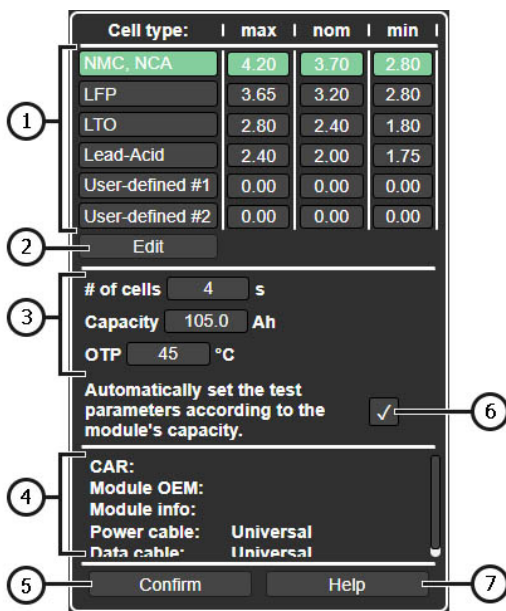 Cell type: | max | nom | min |
NMC, NCA 4.20 3.70 2.80
LFP 3.65 3.20 2.80
LTO 2.80 2.40 1.80
Lead-Acid 2.40 2.00 1.75
User-defined #1 0.00 0.00 0.00
User-defined #2 0.00 0.00 0.00
Edit
# of cells 4 s
Capacity 105.0 Ah
OTP 45 °C
Automatically set the test
parameters according to the
module's capacity. ✓
CAR:
Module OEM:
Module info:
Power cable: Universal
Data cable: Universal
Confirm Help
1
2
3
4
5
6
7